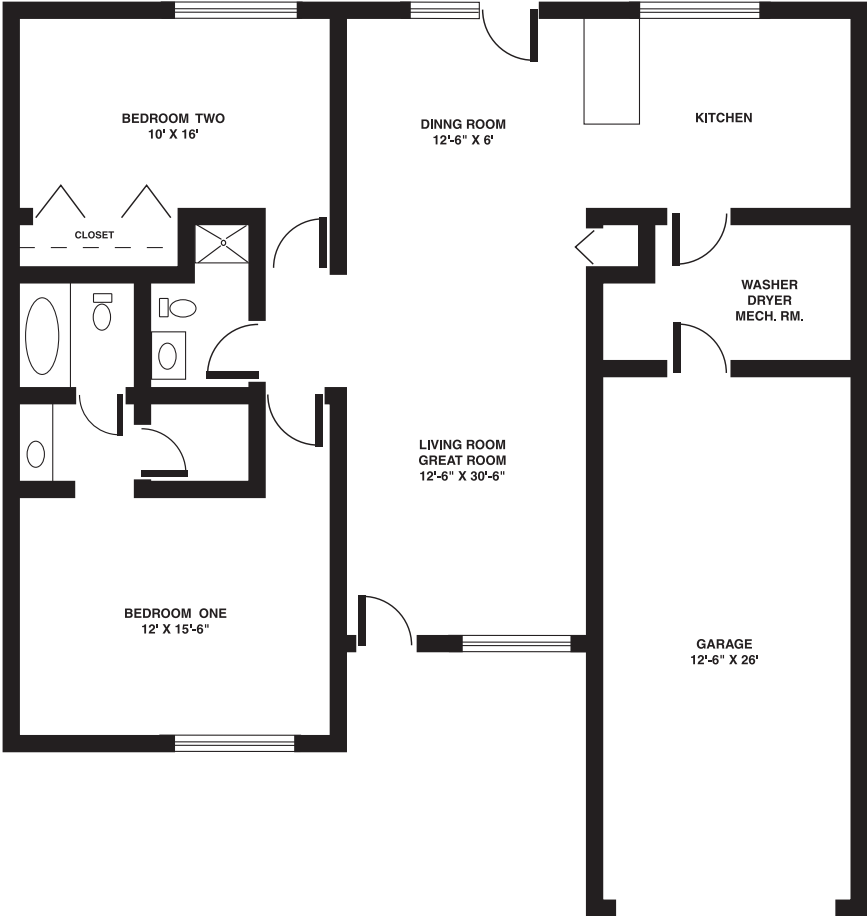 BEDROOM TWO
10' X 16'
DINNG ROOM
12'-6" X 6'
KITCHEN
CLOSET
WASHER
DRYER
MECH. RM.
LIVING ROOM
GREAT ROOM
12'-6" X 30'-6"
BEDROOM ONE
12' X 15'-6"
GARAGE
12'-6" X 26'